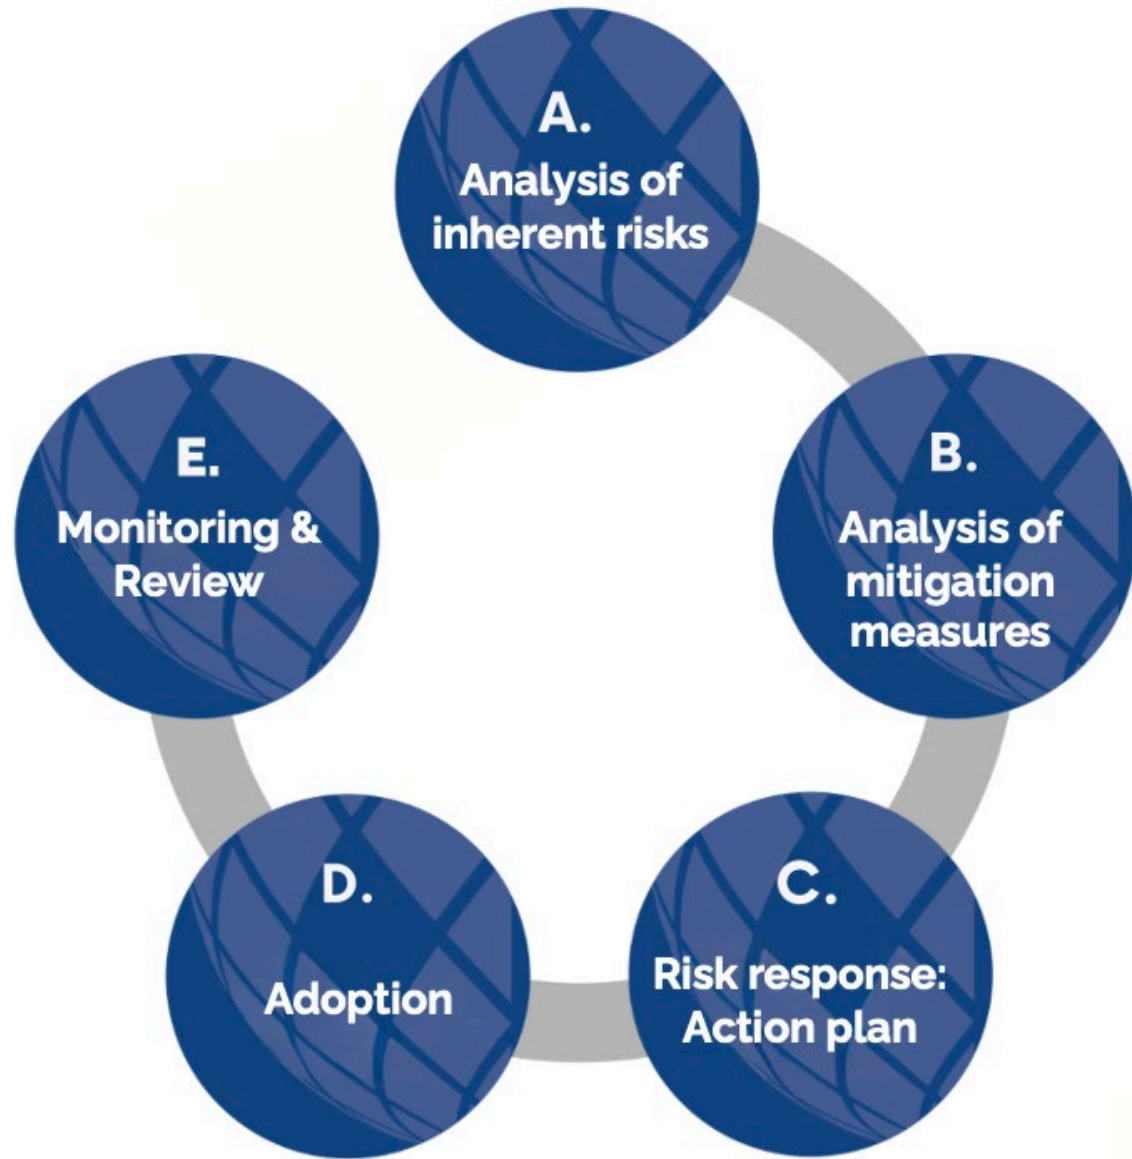 A.
Analysis of
inherent risks
B.
Analysis of
mitigation
measures
C.
Risk response:
Action plan
D.
Adoption
E.
Monitoring &
Review